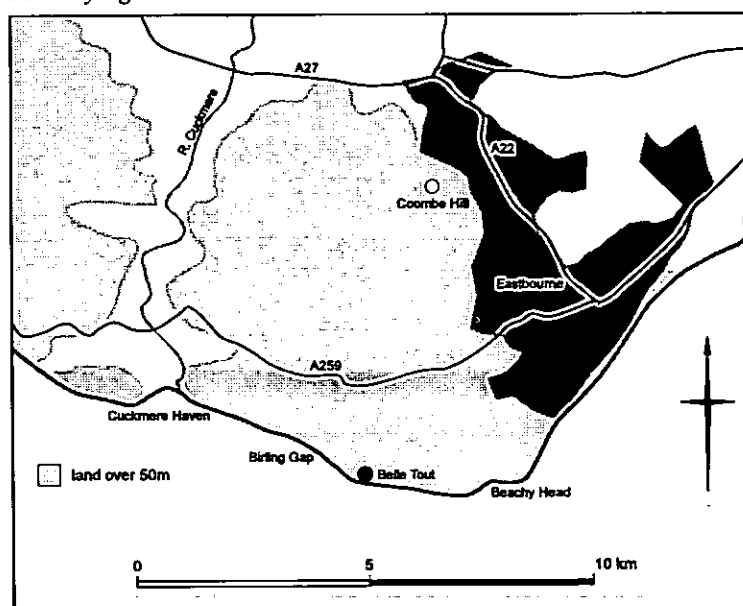 A27
R. Cuckmere
A22
Coombe Hill
Eastbourne
A259
Cuckmere Haven
Birling Gap
Belle Tout
land over 50m
Beachy Head
0 5 10 km